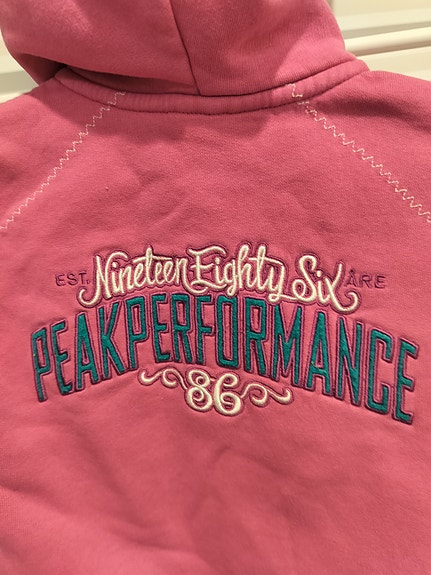 EST. Nineteen Eighty Six ÅRE
PEAKPERFORMANCE
86